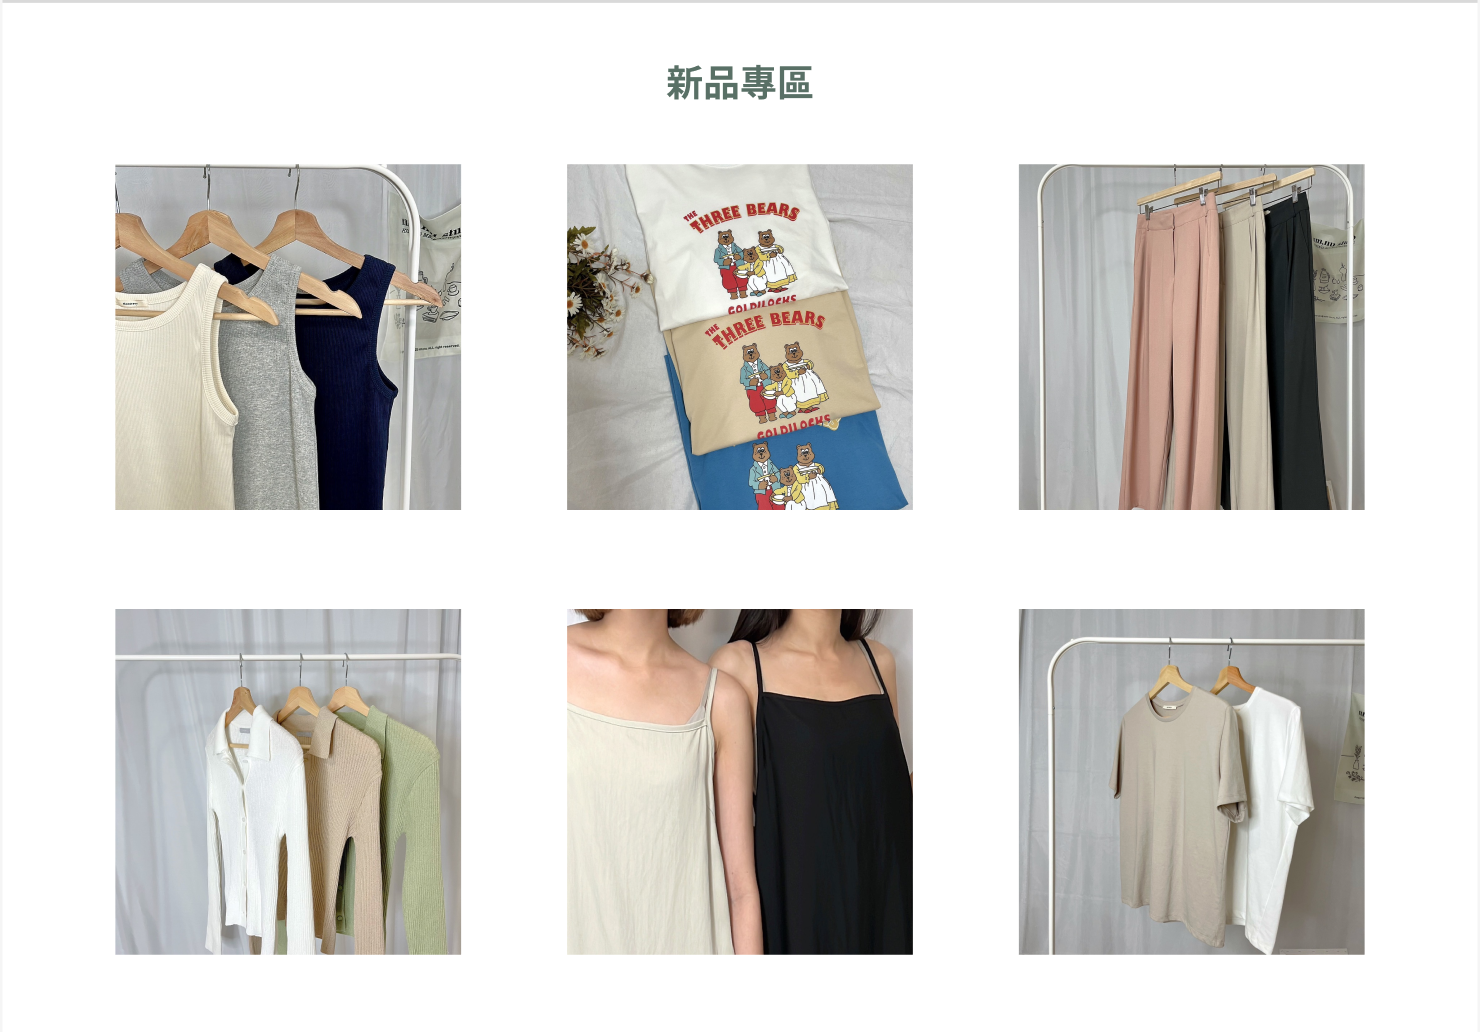 新品專區
THE
THREE BEARS
GOLDILOCKS
THE
THREE BEARS
GOLDILOCKS